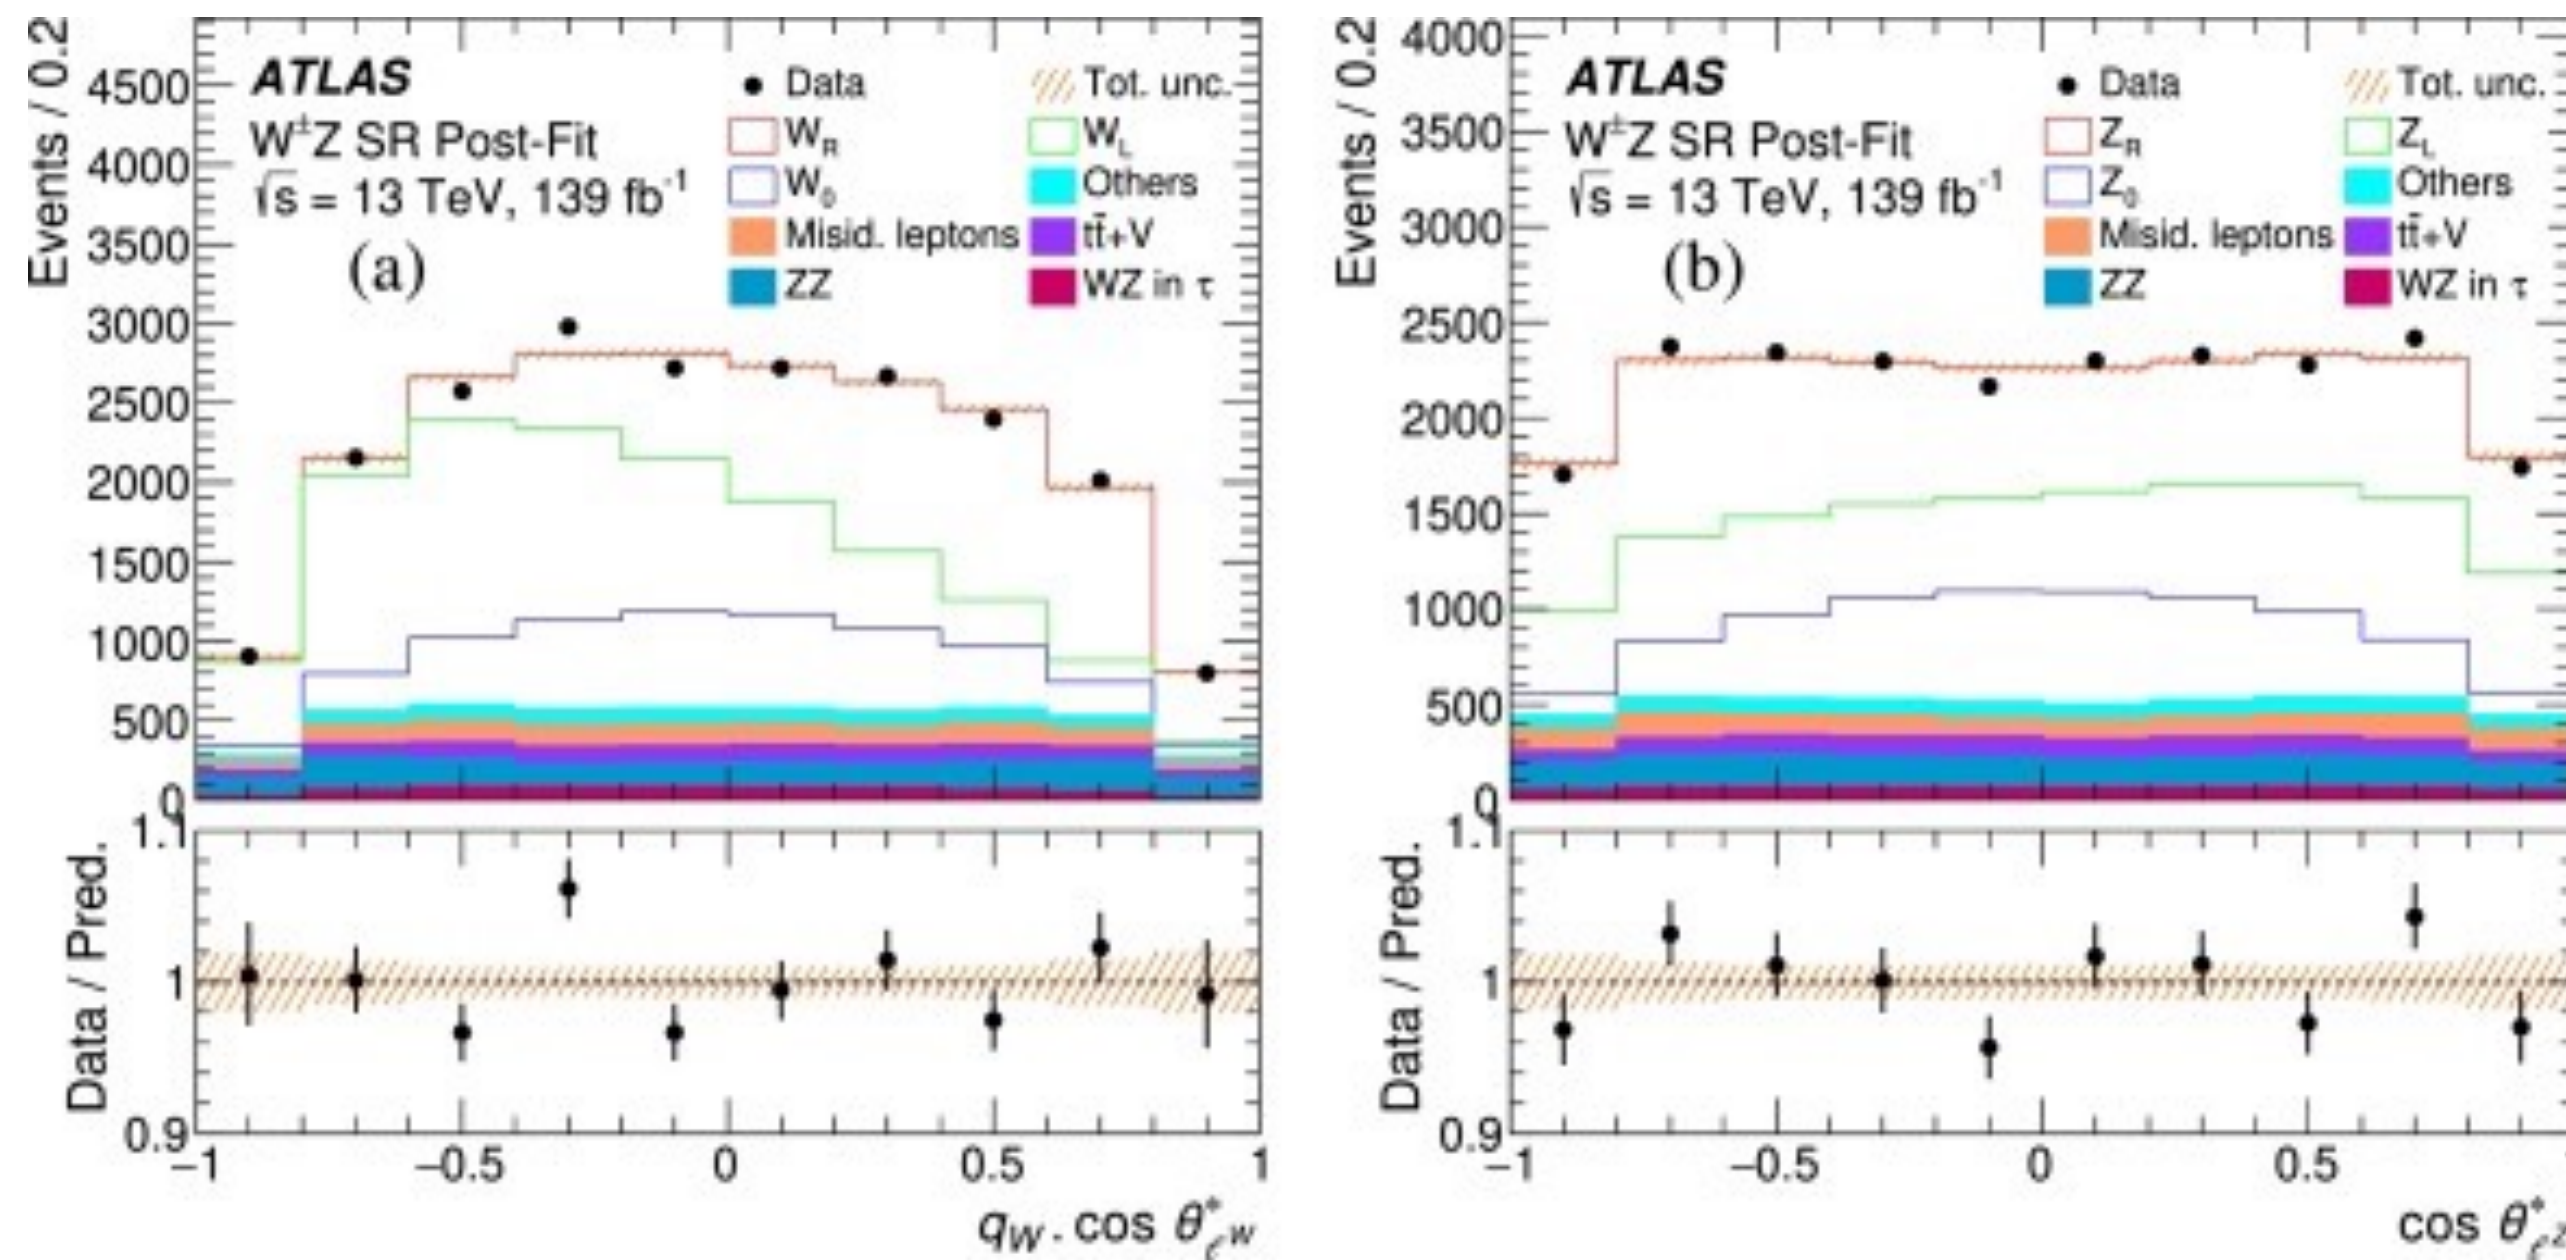 Events / 0.2
4500
4000
3500
3000
2500
2000
1500
1000
500
0
ATLAS
W±Z SR Post-Fit
√s = 13 TeV, 139 fb-1
(a)
Data
Tot. unc.
WR
WL
W0
Others
Misid. leptons
tt̄+V
ZZ
WZ in τ
Data / Pred.
1.1
1
0.9
−1
−0.5
0
0.5
1
qW · cos θ*ℓW
Events / 0.2
4000
3500
3000
2500
2000
1500
1000
500
0
ATLAS
W±Z SR Post-Fit
√s = 13 TeV, 139 fb-1
(b)
Data
Tot. unc.
ZR
ZL
Z0
Others
Misid. leptons
tt̄+V
ZZ
WZ in τ
Data / Pred.
1.1
1
0.9
−1
−0.5
0
0.5
cos θ*ℓZ